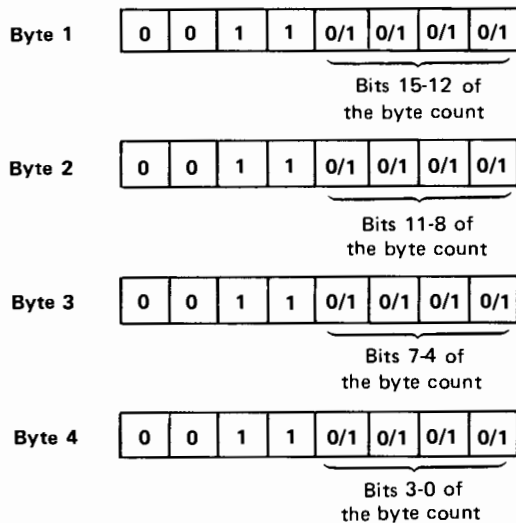 Byte 1 0 0 1 1 0/1 0/1 0/1 0/1
Bits 15-12 of
the byte count
Byte 2 0 0 1 1 0/1 0/1 0/1 0/1
Bits 11-8 of
the byte count
Byte 3 0 0 1 1 0/1 0/1 0/1 0/1
Bits 7-4 of
the byte count
Byte 4 0 0 1 1 0/1 0/1 0/1 0/1
Bits 3-0 of
the byte count